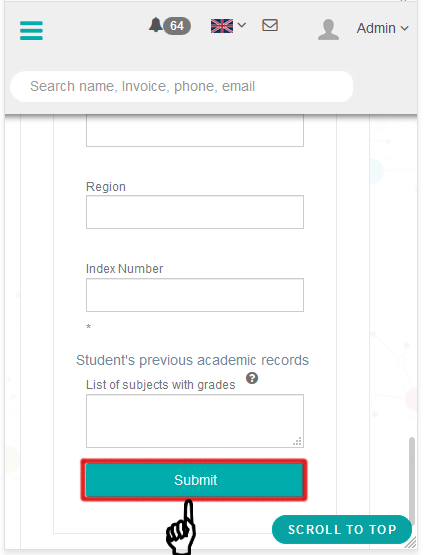 64
Admin
Search name, Invoice, phone, email
Region
Index Number
*
Student's previous academic records
List of subjects with grades ?
Submit
SCROLL TO TOP